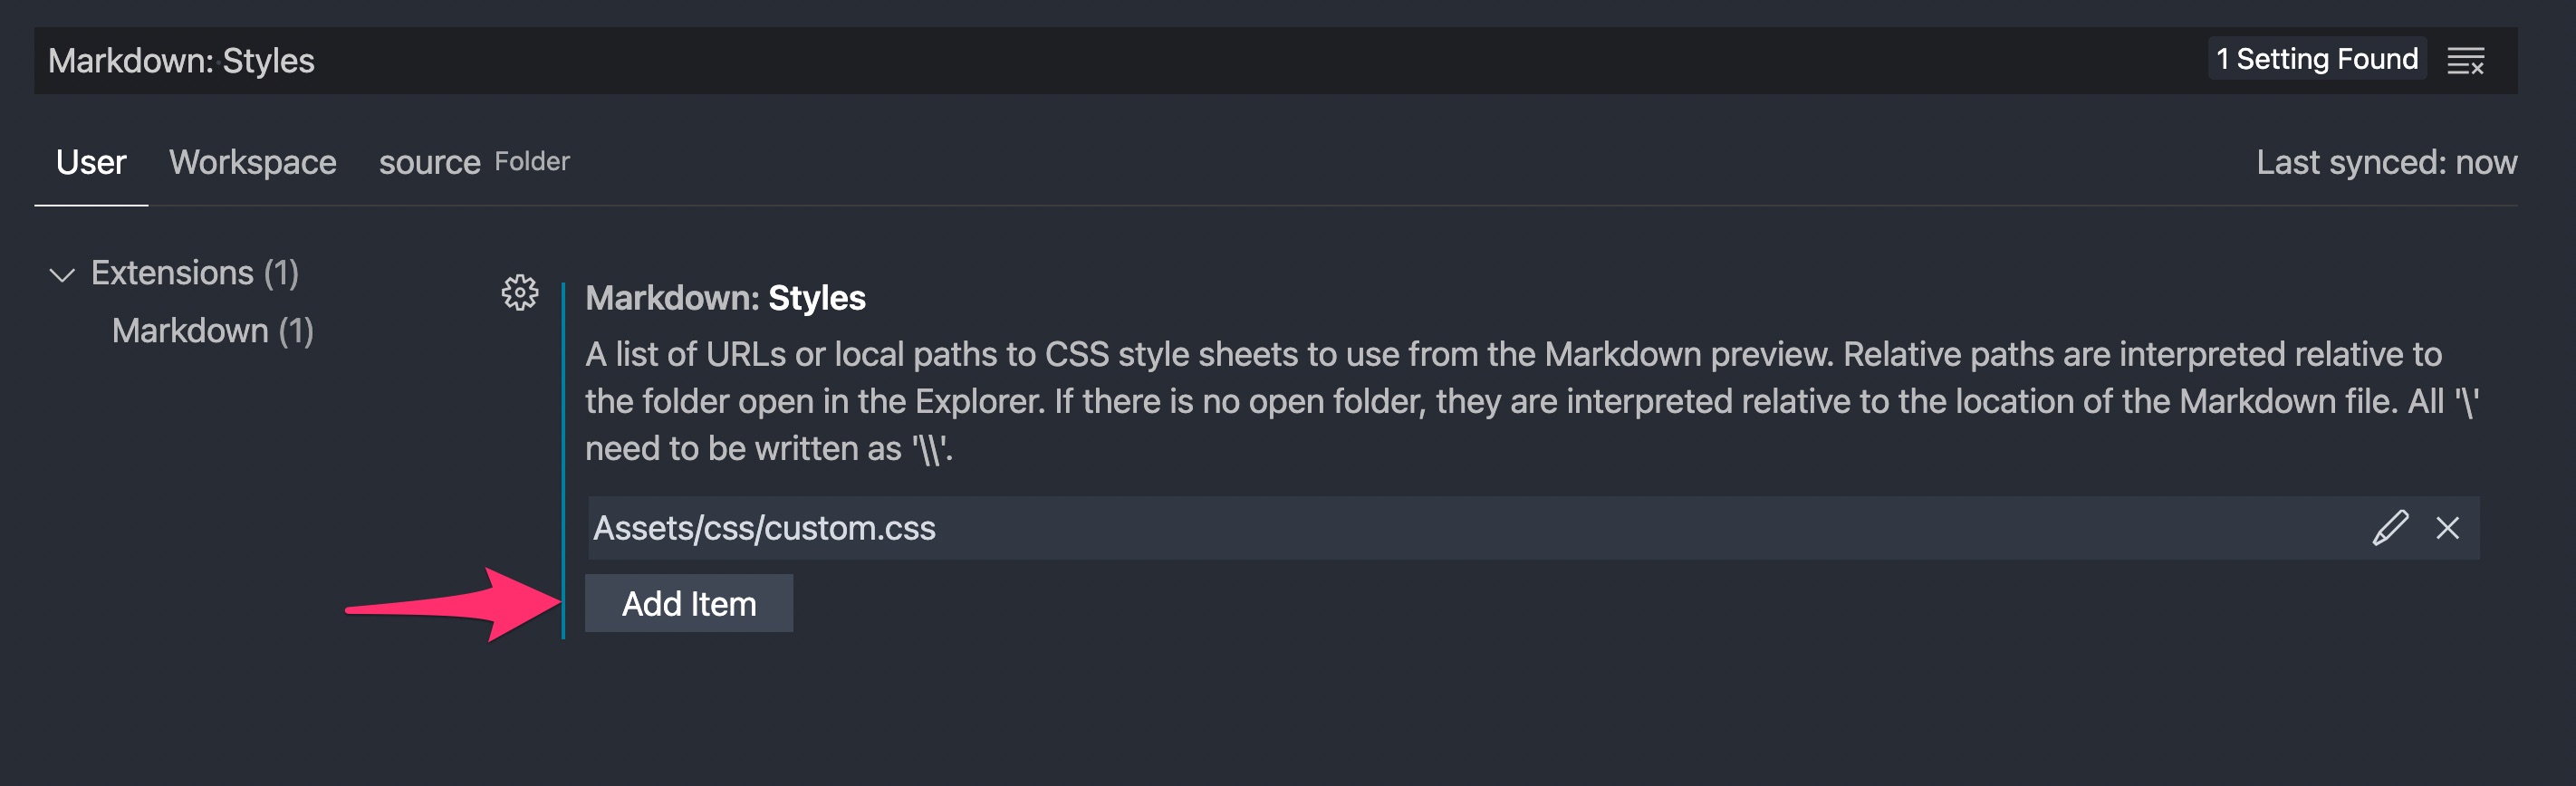 Markdown: Styles
1 Setting Found
User Workspace source Folder
Last synced: now
Extensions (1)
Markdown (1)
Markdown: Styles
A list of URLs or local paths to CSS style sheets to use from the Markdown preview. Relative paths are interpreted relative to
the folder open in the Explorer. If there is no open folder, they are interpreted relative to the location of the Markdown file. All '\'
need to be written as '\\'.
Assets/css/custom.css
Add Item